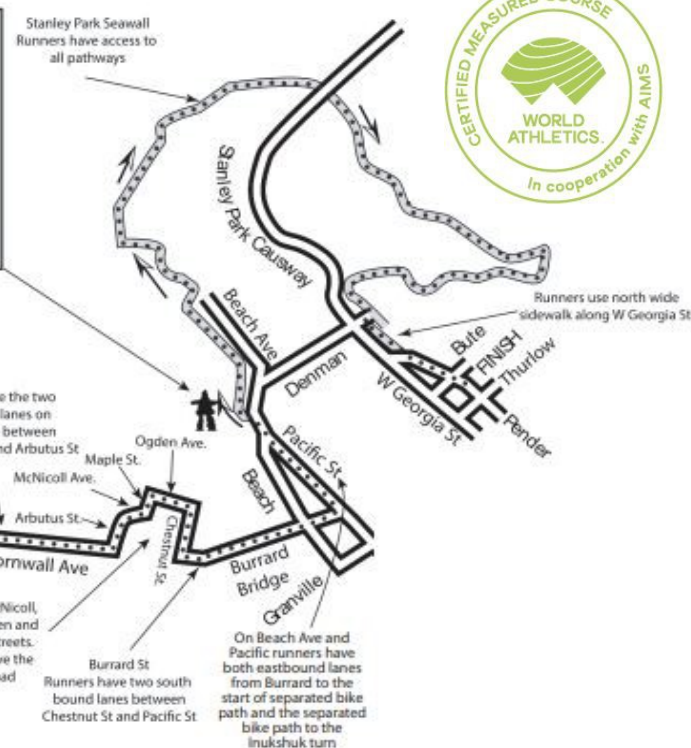 Stanley Park Seawall
Runners have access to
all pathways
CERTIFIED MEASURED COURSE
WORLD
ATHLETICS.
In cooperation with AIMS
Stanley Park Causway
Runners use north wide
sidewalk along W Georgia St
Beach Ave
Denman
W Georgia St
Bute
FINISH
Thurlow
Pender
e the two
lanes on
between
nd Arbutus St
Ogden Ave.
Maple St.
McNicoll Ave.
Arbutus St.
Pacific St
Beach
Chestnut St.
ornwall Ave
Burrard
Bridge
Granville
Nicoll,
en and
reets.
ve the
ad
Burrard St
Runners have two south
bound lanes between
Chestnut St and Pacific St
On Beach Ave and
Pacific runners have
both eastbound lanes
from Burrard to the
start of separated bike
path and the separated
bike path to the
Inukshuk turn